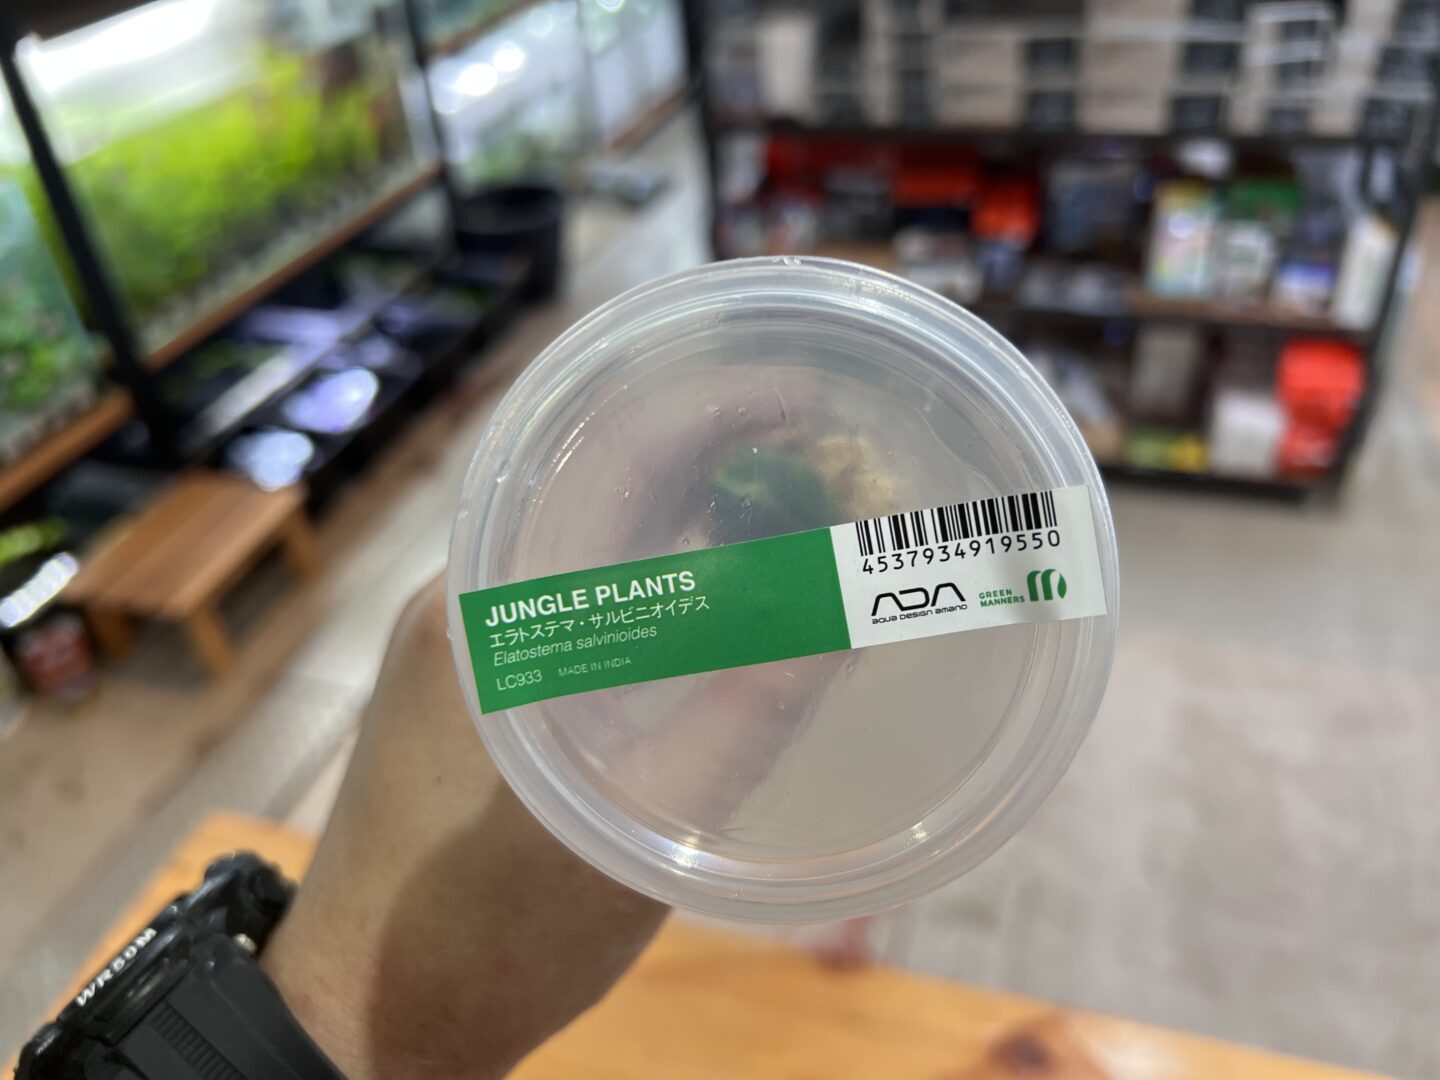 JUNGLE PLANTS
エラトステマ・サルビニオイデス
Elatostema salvinioides
LC933 MADE IN INDIA
4537934919550
ADA
AQUA DESIGN AMANO
GREEN
MANNERS
WR50M